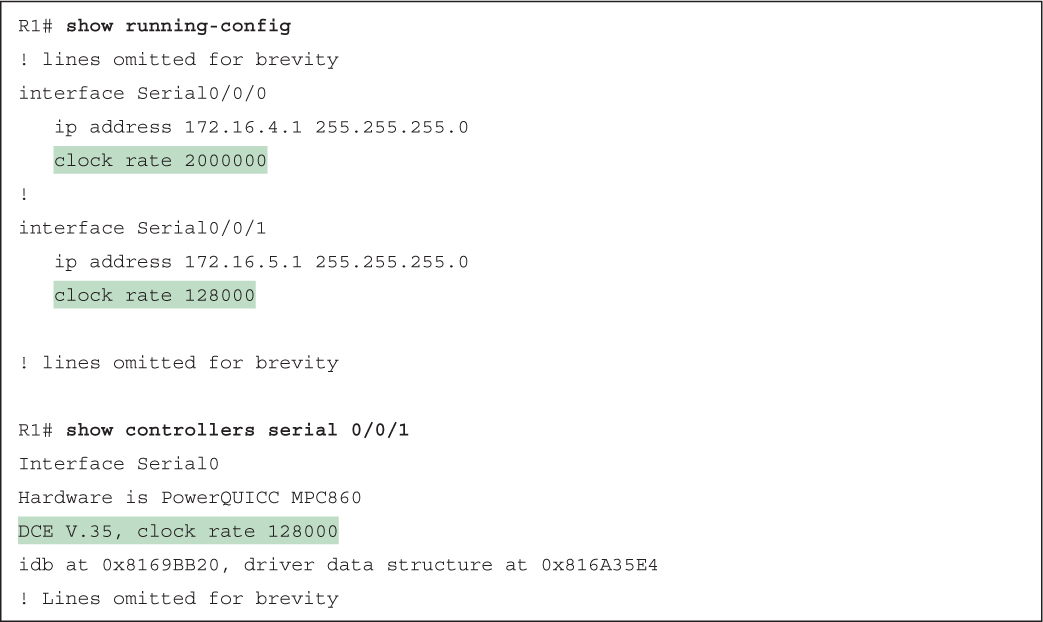 R1# show running-config
! lines omitted for brevity
interface Serial0/0/0
ip address 172.16.4.1 255.255.255.0
clock rate 2000000
!
interface Serial0/0/1
ip address 172.16.5.1 255.255.255.0
clock rate 128000
! lines omitted for brevity
R1# show controllers serial 0/0/1
Interface Serial0
Hardware is PowerQUICC MPC860
DCE V.35, clock rate 128000
idb at 0x8169BB20, driver data structure at 0x816A35E4
! Lines omitted for brevity